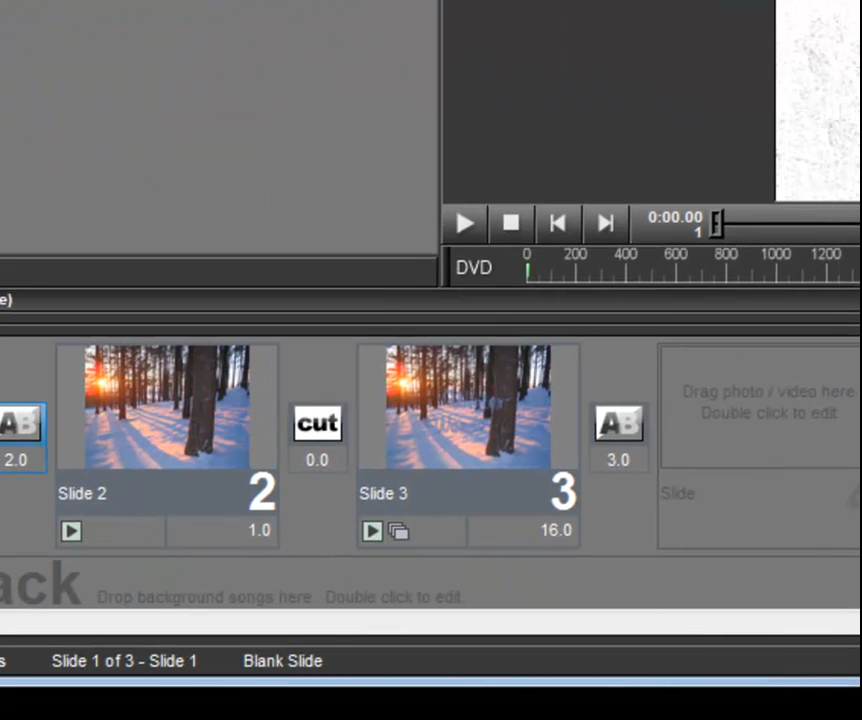 0:00.00
1
DVD
0 200 400 600 800 1000 1200
e)
AB
2.0
Slide 2
2
1.0
cut
0.0
Slide 3
3
16.0
AB
3.0
Drag photo / video here
Double click to edit
Slide
ack
Drop background songs here Double click to edit.
s
Slide 1 of 3 - Slide 1
Blank Slide